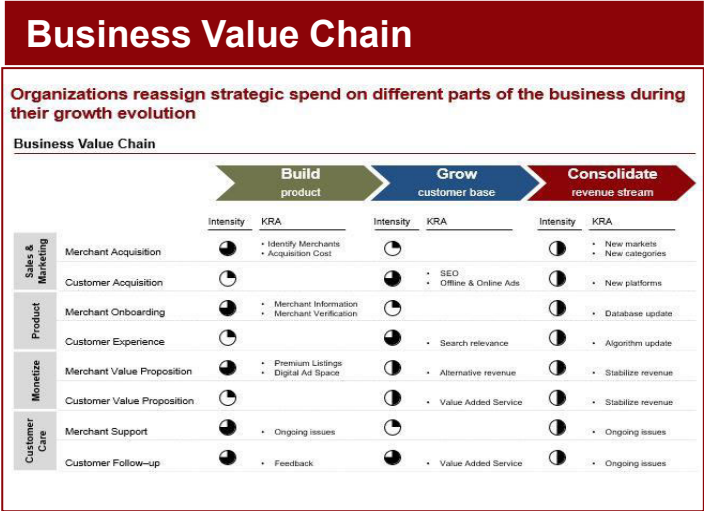 Business Value Chain
Organizations reassign strategic spend on different parts of the business during
their growth evolution
Business Value Chain
Build
product
Grow
customer base
Consolidate
revenue stream
Intensity KRA Intensity KRA Intensity KRA
Sales &
Marketing
Merchant Acquisition
• Identify Merchants
• Acquisition Cost
• New markets
• New categories
Customer Acquisition
• SEO
• Offline & Online Ads
• New platforms
Product
Merchant Onboarding
• Merchant Information
• Merchant Verification
• Database update
Customer Experience
• Search relevance
• Algorithm update
Monetize
Merchant Value Proposition
• Premium Listings
• Digital Ad Space
• Alternative revenue
• Stabilize revenue
Customer Value Proposition
• Value Added Service
• Stabilize revenue
Customer
Care
Merchant Support
• Ongoing issues
• Ongoing issues
Customer Follow–up
• Feedback
• Value Added Service
• Ongoing issues